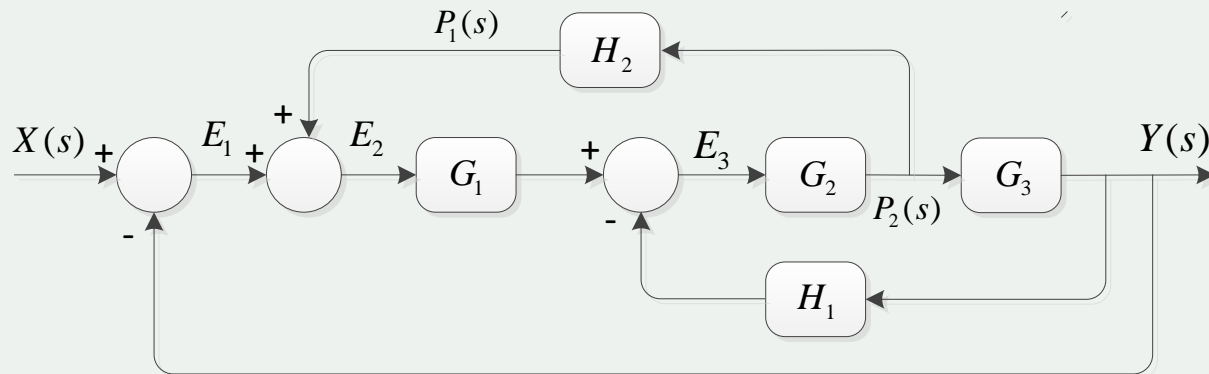 P₁(s)
H₂
X(s) + E₁ + + E₂ G₁ + E₃ G₂ G₃ Y(s)
P₂(s)
- -
H₁